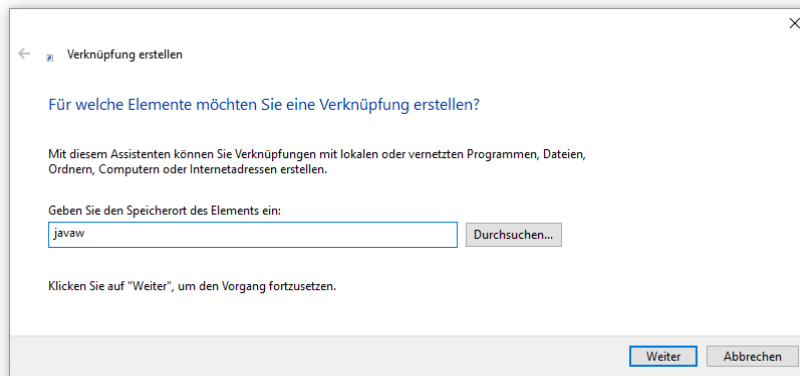 Verknüpfung erstellen
Für welche Elemente möchten Sie eine Verknüpfung erstellen?
Mit diesem Assistenten können Sie Verknüpfungen mit lokalen oder vernetzten Programmen, Dateien,
Ordnern, Computern oder Internetadressen erstellen.
Geben Sie den Speicherort des Elements ein:
javaw
Durchsuchen...
Klicken Sie auf "Weiter", um den Vorgang fortzusetzen.
Weiter
Abbrechen